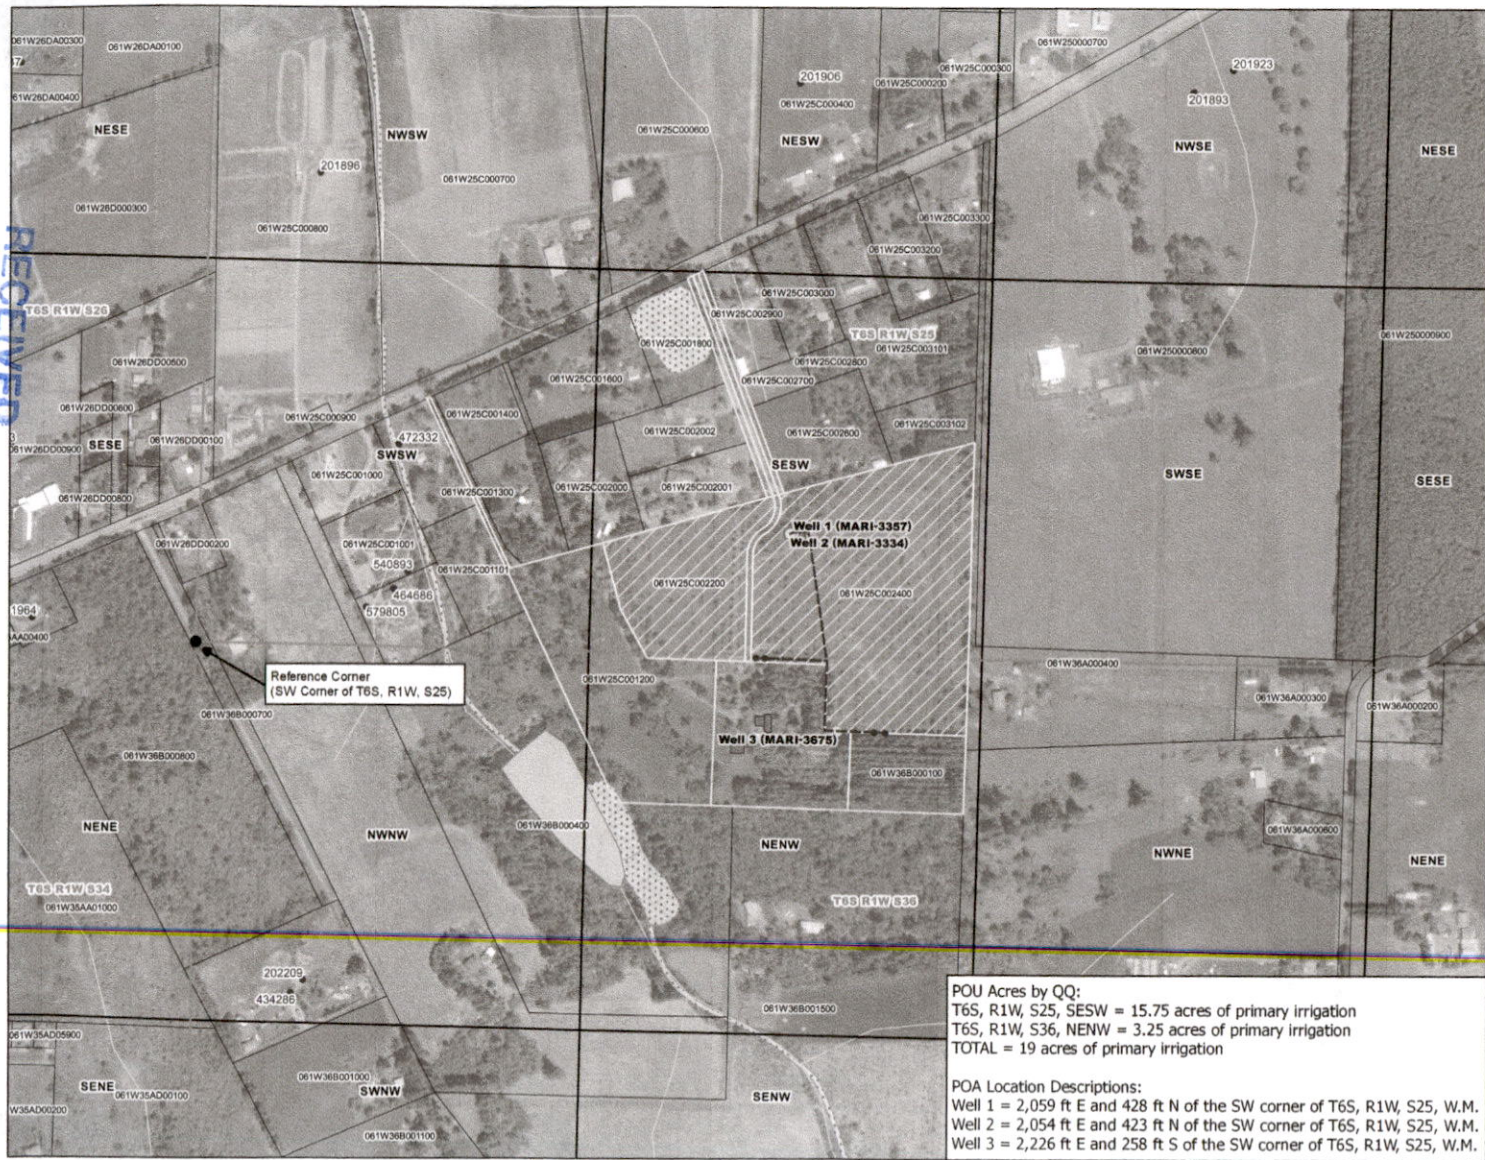 061W26DA00300
061W26DA00100
061W26DA00400
NESE
061W26D000300
NWSW
201896
061W25C000700
061W25C000800
061W25C000600
201906
061W25C000400
NESW
061W25C000200
061W25C000300
061W250000700
201923
201893
NWSE
NESE
RECEIVED
T6S R1W S26
061W26DD00500
061W26DD00600
061W26DD00900
SESE
061W26DD00100
061W26DD00800
061W25C000900
061W25C003300
061W25C003200
061W25C003000
061W25C002900
T6S R1W S25
061W25C003101
061W25C001800
061W25C002800
061W25C002700
061W25C001600
061W25C001400
061W25C003102
061W25C002600
061W25C002002
061W250000800
061W250000900
472332
SWSW
061W25C001000
061W25C001300
061W25C002000
061W25C002001
SESW
SWSE
SESE
061W26DD00200
061W25C001001
540893
061W25C001101
464686
579805
Well 1 (MARI-3357)
Well 2 (MARI-3334)
061W25C002200
061W25C002400
1964
AA00400
Reference Corner
(SW Corner of T6S, R1W, S25)
061W25C001200
061W36A000400
061W36A000300
061W36A000200
061W36B000700
061W36B000800
Well 3 (MARI-3675)
061W36B000100
061W36B000400
NENE
NWNW
NENW
NWNE
061W36A000600
NENE
T6S R1W S34
061W35AA01000
T6S R1W S36
202209
434286
061W36B001500
061W35AD05900
061W36B001000
SENE
061W35AD00100
SWNW
SENW
W35AD00200
061W36B001100
POU Acres by QQ:
T6S, R1W, S25, SESW = 15.75 acres of primary irrigation
T6S, R1W, S36, NENW = 3.25 acres of primary irrigation
TOTAL = 19 acres of primary irrigation
POA Location Descriptions:
Well 1 = 2,059 ft E and 428 ft N of the SW corner of T6S, R1W, S25, W.M.
Well 2 = 2,054 ft E and 423 ft N of the SW corner of T6S, R1W, S25, W.M.
Well 3 = 2,226 ft E and 258 ft S of the SW corner of T6S, R1W, S25, W.M.